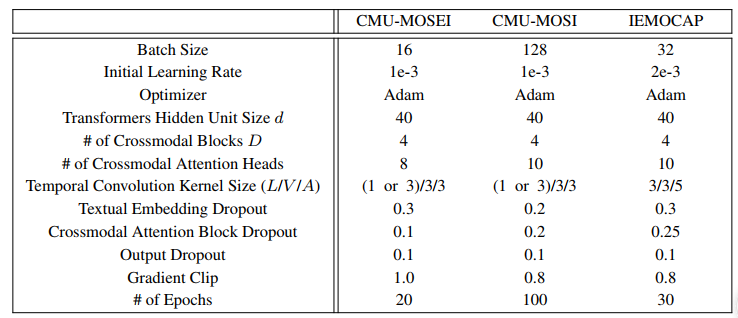 CMU-MOSEI CMU-MOSI IEMOCAP
Batch Size 16 128 32
Initial Learning Rate 1e-3 1e-3 2e-3
Optimizer Adam Adam Adam
Transformers Hidden Unit Size d 40 40 40
# of Crossmodal Blocks D 4 4 4
# of Crossmodal Attention Heads 8 10 10
Temporal Convolution Kernel Size (L/V/A) (1 or 3)/3/3 (1 or 3)/3/3 3/3/5
Textual Embedding Dropout 0.3 0.2 0.3
Crossmodal Attention Block Dropout 0.1 0.2 0.25
Output Dropout 0.1 0.1 0.1
Gradient Clip 1.0 0.8 0.8
# of Epochs 20 100 30